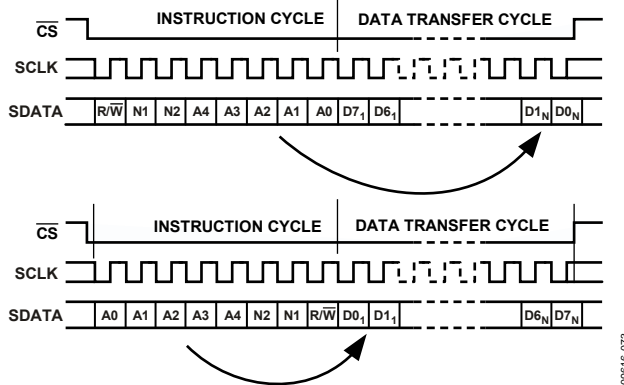 INSTRUCTION CYCLE DATA TRANSFER CYCLE
CS
SCLK
SDATA R/W N1 N2 A4 A3 A2 A1 A0 D7₁ D6₁ D1N D0N
INSTRUCTION CYCLE DATA TRANSFER CYCLE
CS
SCLK
SDATA A0 A1 A2 A3 A4 N2 N1 R/W D0₁ D1₁ D6N D7N